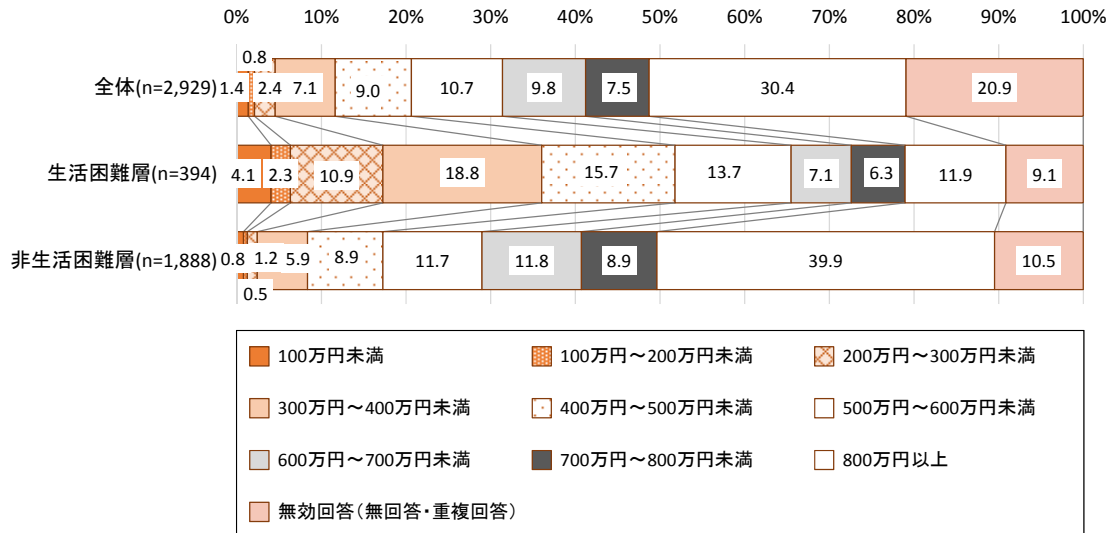 0% 10% 20% 30% 40% 50% 60% 70% 80% 90% 100%
0.8
全体(n=2,929) 1.4 2.4 7.1 9.0 10.7 9.8 7.5 30.4 20.9
生活困難層(n=394) 4.1 2.3 10.9 18.8 15.7 13.7 7.1 6.3 11.9 9.1
非生活困難層(n=1,888) 0.8 1.2 5.9 8.9 11.7 11.8 8.9 39.9 10.5
0.5
100万円未満 100万円～200万円未満 200万円～300万円未満
300万円～400万円未満 400万円～500万円未満 500万円～600万円未満
600万円～700万円未満 700万円～800万円未満 800万円以上
無効回答（無回答・重複回答）